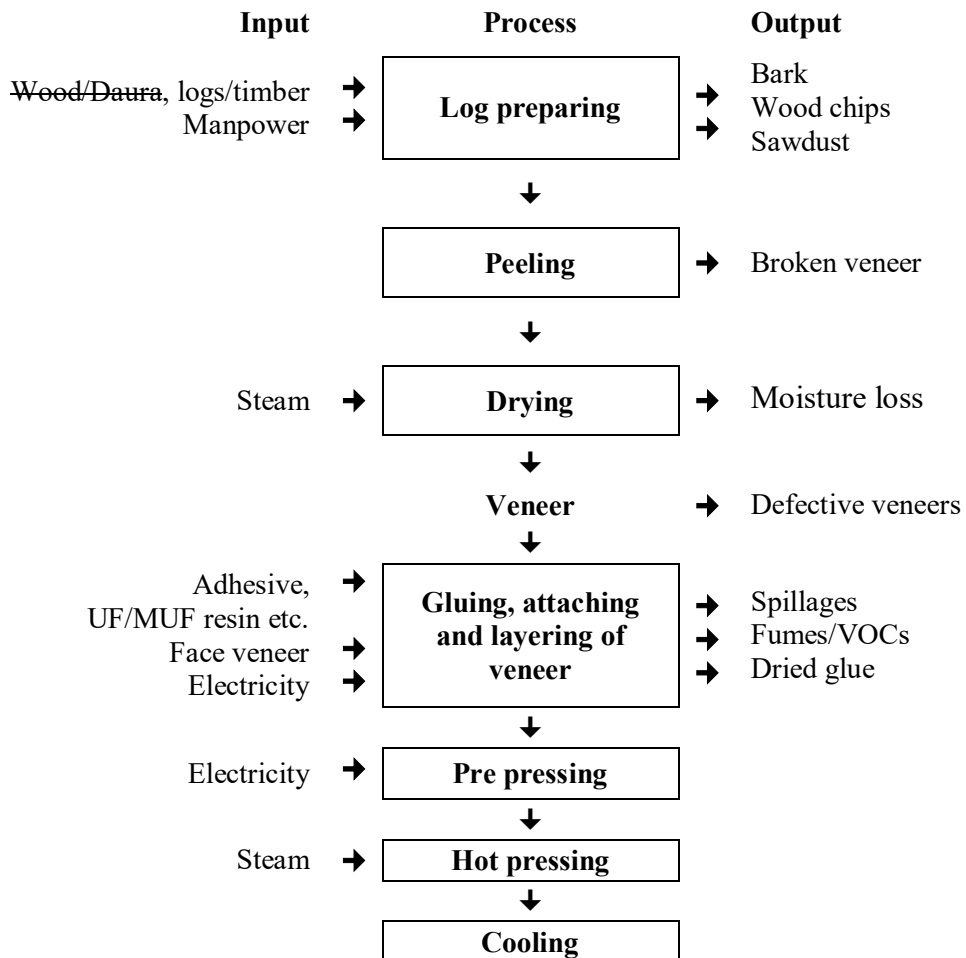 Input Process Output
~~Wood/Daura~~, logs/timber
Manpower
Log preparing
Bark
Wood chips
Sawdust
Peeling
Broken veneer
Steam
Drying
Moisture loss
Veneer
Defective veneers
Adhesive,
UF/MUF resin etc.
Face veneer
Electricity
Gluing, attaching
and layering of
veneer
Spillages
Fumes/VOCs
Dried glue
Electricity
Pre pressing
Steam
Hot pressing
Cooling